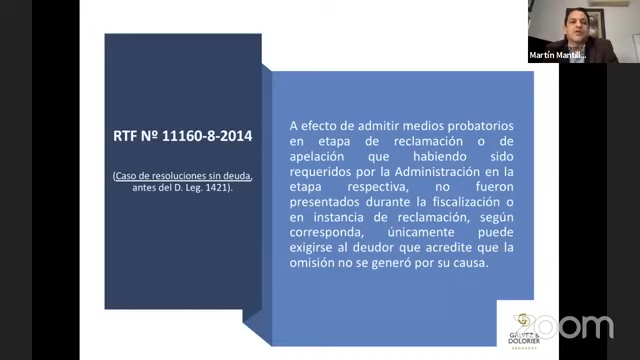 Martín Mantill...
RTF Nº 11160-8-2014
(Caso de resoluciones sin deuda,
antes del D. Leg. 1421).
A efecto de admitir medios probatorios
en etapa de reclamación o de
apelación que habiendo sido
requeridos por la Administración en la
etapa respectiva, no fueron
presentados durante la fiscalización o
en instancia de reclamación, según
corresponda, únicamente puede
exigirse al deudor que acredite que la
omisión no se generó por su causa.
zoom
DOLORIER